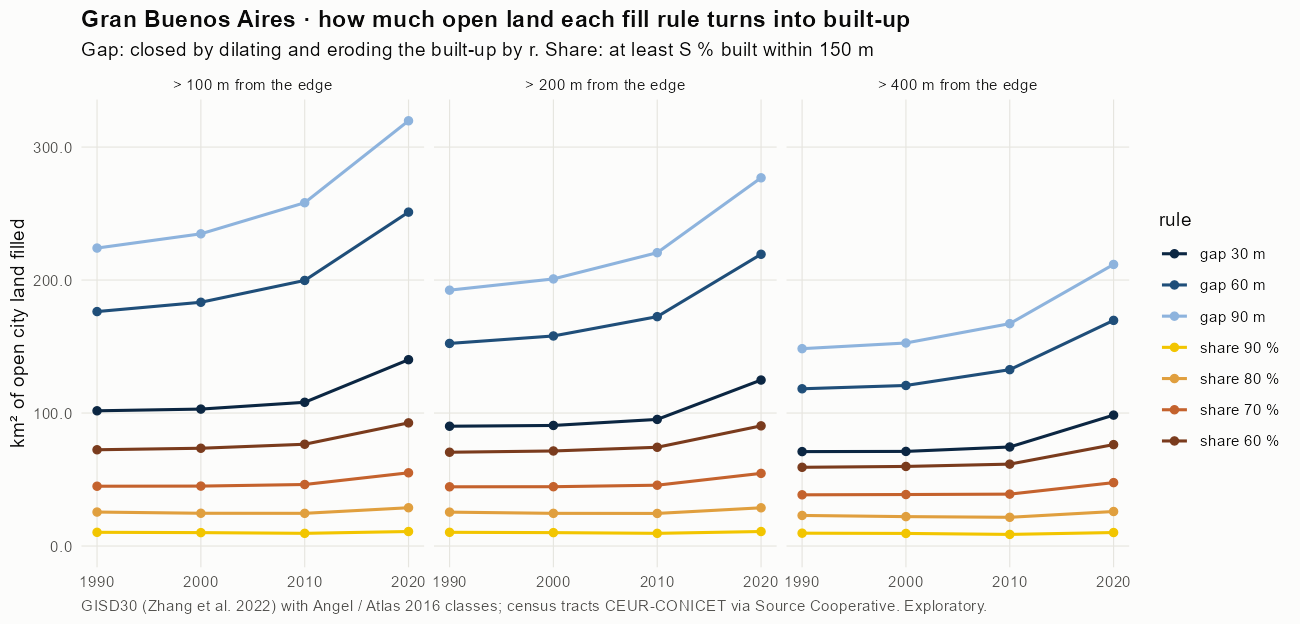 Gran Buenos Aires · how much open land each fill rule turns into built-up
Gap: closed by dilating and eroding the built-up by r. Share: at least S % built within 150 m
> 100 m from the edge
> 200 m from the edge
> 400 m from the edge
km² of open city land filled
300.0
200.0
100.0
0.0
1990 2000 2010 2020
1990 2000 2010 2020
1990 2000 2010 2020
rule
gap 30 m
gap 60 m
gap 90 m
share 90 %
share 80 %
share 70 %
share 60 %
GISD30 (Zhang et al. 2022) with Angel / Atlas 2016 classes; census tracts CEUR-CONICET via Source Cooperative. Exploratory.